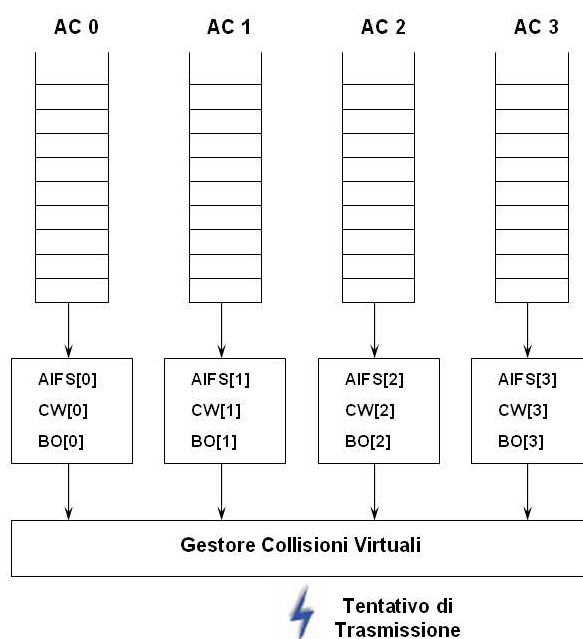 AC 0 AC 1 AC 2 AC 3
AIFS[0] AIFS[1] AIFS[2] AIFS[3]
CW[0] CW[1] CW[2] CW[3]
BO[0] BO[1] BO[2] BO[3]
Gestore Collisioni Virtuali
Tentativo di
Trasmissione